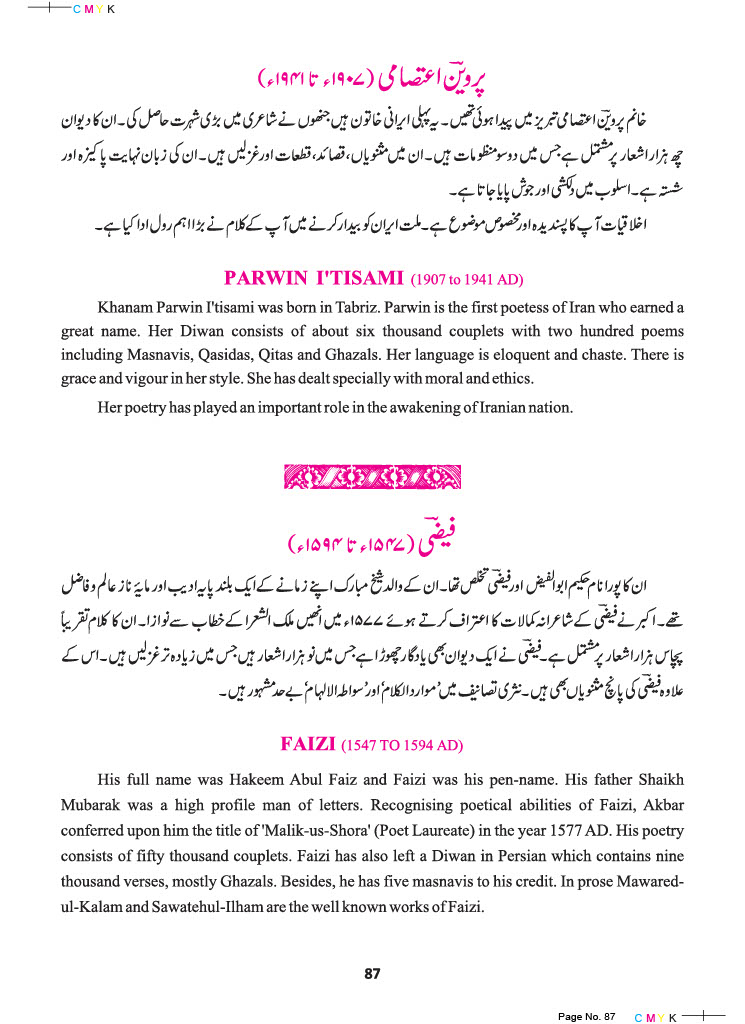 C M Y K
پروینؔ اعتصامی (۱۹۰۷ء تا ۱۹۴۱ء)
خانم پروینؔ اعتصامی تبریز میں پیدا ہوئی تھیں۔ یہ پہلی ایرانی خاتون ہیں جنھوں نے شاعری میں بڑی شہرت حاصل کی۔ ان کا دیوان
چھ ہزار اشعار پر مشتمل ہے جس میں دو سو منظومات ہیں۔ ان میں مثنویاں، قصائد، قطعات اور غزلیں ہیں۔ ان کی زبان نہایت پاکیزہ اور
شستہ ہے۔ اسلوب میں دلکشی اور جوش پایا جاتا ہے۔
اخلاقیات آپ کا پسندیدہ اور مخصوص موضوع ہے۔ ملت ایران کو بیدار کرنے میں آپ کے کلام نے بڑا اہم رول ادا کیا ہے۔
PARWIN I'TISAMI (1907 to 1941 AD)
Khanam Parwin I'tisami was born in Tabriz. Parwin is the first poetess of Iran who earned a
great name. Her Diwan consists of about six thousand couplets with two hundred poems
including Masnavis, Qasidas, Qitas and Ghazals. Her language is eloquent and chaste. There is
grace and vigour in her style. She has dealt specially with moral and ethics.
Her poetry has played an important role in the awakening of Iranian nation.
فیضیؔ (۱۵۴۷ء تا ۱۵۹۴ء)
ان کا پورا نام حکیم ابوالفیض اور فیضیؔ تخلص تھا۔ ان کے والد شیخ مبارک اپنے زمانے کے ایک بلند پایہ ادیب اور مایۂ ناز عالم و فاضل
تھے۔ اکبر نے فیضیؔ کے شاعرانہ کمالات کا اعتراف کرتے ہوئے ۱۵۷۷ء میں انھیں ملک الشعرا کے خطاب سے نوازا۔ ان کا کلام تقریباً
پچاس ہزار اشعار پر مشتمل ہے۔ فیضیؔ نے ایک دیوان بھی یادگار چھوڑا ہے جس میں نو ہزار اشعار ہیں جس میں زیادہ تر غزلیں ہیں۔ اس کے
علاوہ فیضیؔ کی پانچ مثنویاں بھی ہیں۔ نثری تصانیف میں 'موارد الکلام' اور 'سواطہ الالہام' بے حد مشہور ہیں۔
FAIZI (1547 TO 1594 AD)
His full name was Hakeem Abul Faiz and Faizi was his pen-name. His father Shaikh
Mubarak was a high profile man of letters. Recognising poetical abilities of Faizi, Akbar
conferred upon him the title of 'Malik-us-Shora' (Poet Laureate) in the year 1577 AD. His poetry
consists of fifty thousand couplets. Faizi has also left a Diwan in Persian which contains nine
thousand verses, mostly Ghazals. Besides, he has five masnavis to his credit. In prose Mawared-
ul-Kalam and Sawatehul-Ilham are the well known works of Faizi.
87
Page No. 87 C M Y K